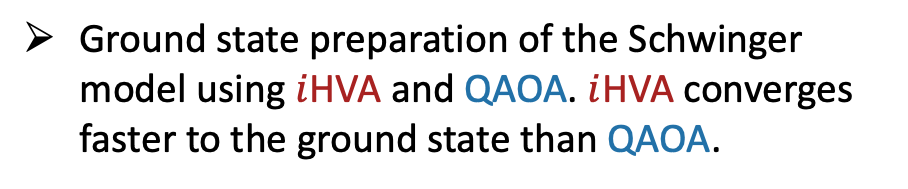 ➢ Ground state preparation of the Schwinger
model using iHVA and QAOA. iHVA converges
faster to the ground state than QAOA.